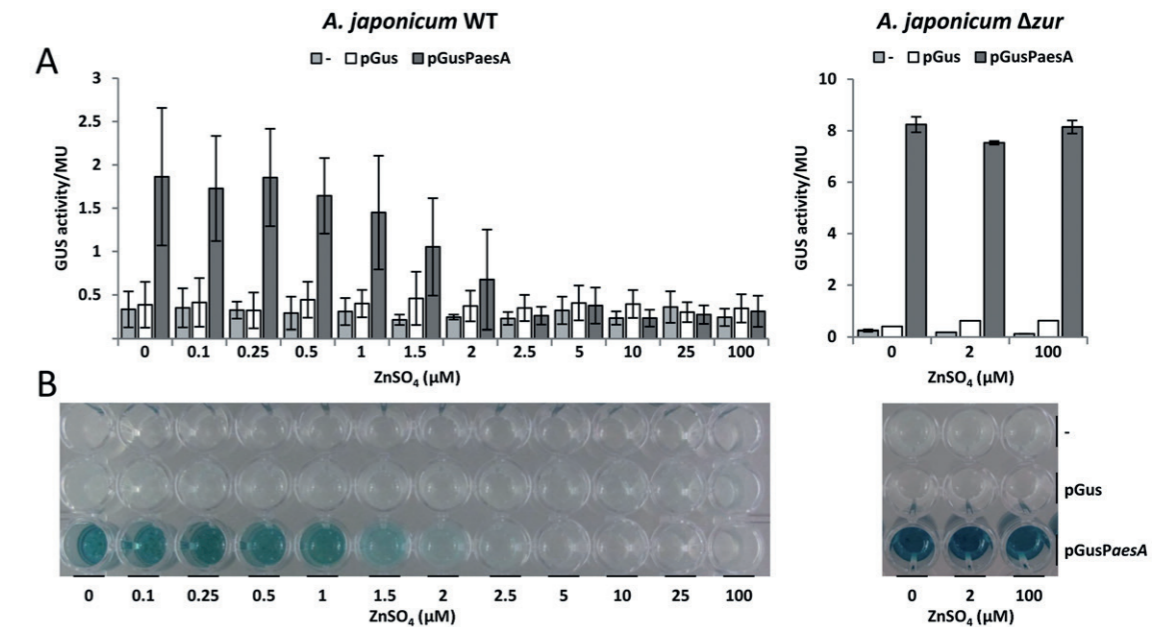 A. japonicum WT
A. japonicum Δzur
A
- pGus pGusPaesA
- pGus pGusPaesA
3
2.5
2
1.5
1
0.5
GUS activity/MU
0 0.1 0.25 0.5 1 1.5 2 2.5 5 10 25 100
ZnSO₄ (µM)
10
8
6
4
2
0
GUS activity/MU
0 2 100
ZnSO₄ (µM)
B
-
pGus
pGusPaesA
0 0.1 0.25 0.5 1 1.5 2 2.5 5 10 25 100
ZnSO₄ (µM)
0 2 100
ZnSO₄ (µM)